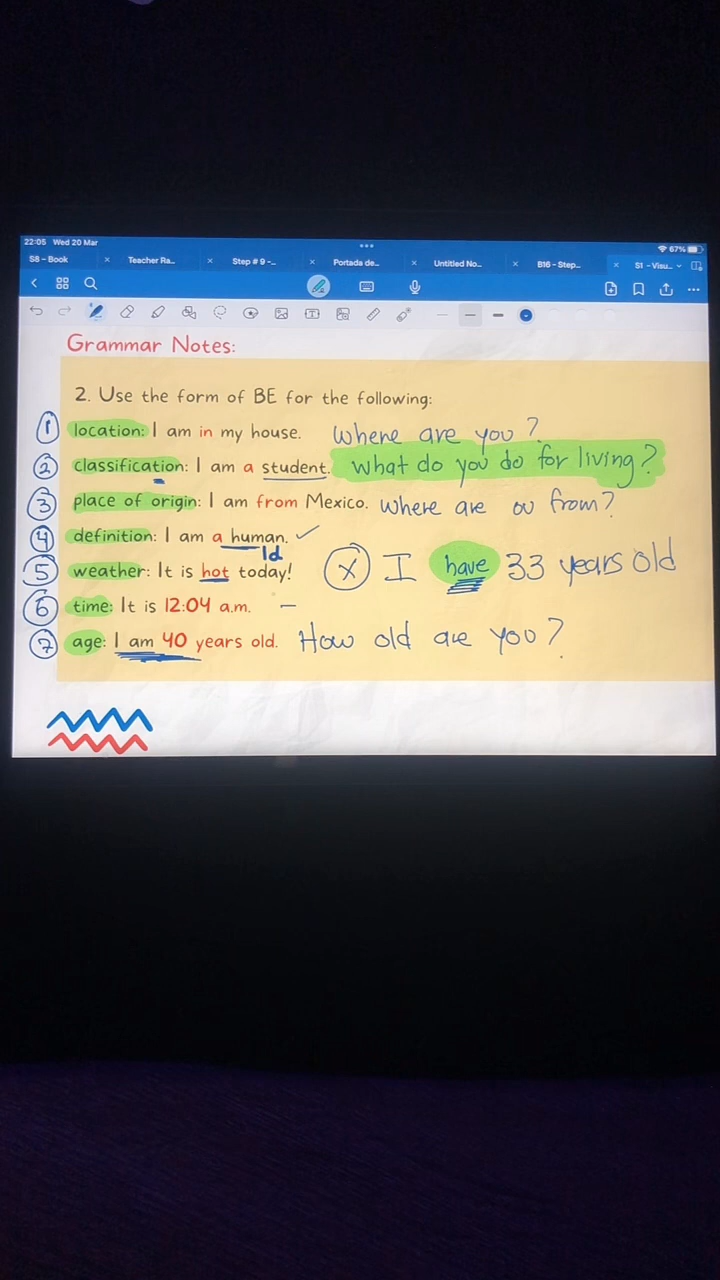 22:05 Wed 20 Mar
67%
S8 - Book
Teacher Ra...
Step # 9 -...
Portada de...
Untitled No...
B16 - Step...
S1 - Visu...
Grammar Notes:
2. Use the form of BE for the following:
1 location: I am in my house. Where are you?
2 classification: I am a student. What do you do for living?
3 place of origin: I am from Mexico. Where are ou from?
4 definition: I am a human.
Id
5 weather: It is hot today! X I have 33 years old
6 time: It is 12:04 a.m. –
7 age: I am 40 years old. How old are you?